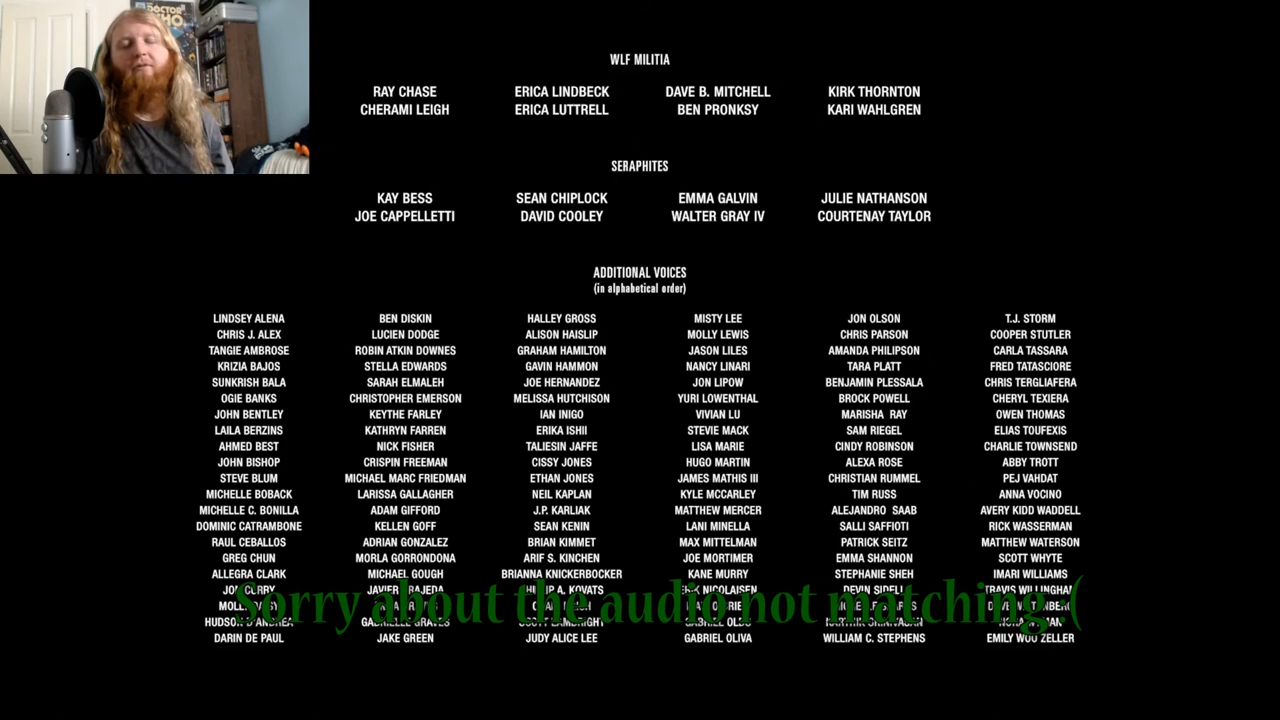 DOCTOR WHO
WLF MILITIA
RAY CHASE ERICA LINDBECK DAVE B. MITCHELL KIRK THORNTON
CHERAMI LEIGH ERICA LUTTRELL BEN PRONKSY KARI WAHLGREN
SERAPHITES
KAY BESS SEAN CHIPLOCK EMMA GALVIN JULIE NATHANSON
JOE CAPPELLETTI DAVID COOLEY WALTER GRAY IV COURTENAY TAYLOR
ADDITIONAL VOICES
(in alphabetical order)
LINDSEY ALENA BEN DISKIN HALLEY GROSS MISTY LEE JON OLSON T.J. STORM
CHRIS J. ALEX LUCIEN DODGE ALISON HAISLIP MOLLY LEWIS CHRIS PARSON COOPER STUTLER
TANGIE AMBROSE ROBIN ATKIN DOWNES GRAHAM HAMILTON JASON LILES AMANDA PHILIPSON CARLA TASSARA
KRIZIA BAJOS STELLA EDWARDS GAVIN HAMMON NANCY LINARI TARA PLATT FRED TATASCIORE
SUNKRISH BALA SARAH ELMALEH JOE HERNANDEZ JON LIPOW BENJAMIN PLESSALA CHRIS TERGLIAFERA
OGIE BANKS CHRISTOPHER EMERSON MELISSA HUTCHISON YURI LOWENTHAL BROCK POWELL CHERYL TEXIERA
JOHN BENTLEY KEYTHE FARLEY IAN INIGO VIVIAN LU MARISHA RAY OWEN THOMAS
LAILA BERZINS KATHRYN FARREN ERIKA ISHII STEVIE MACK SAM RIEGEL ELIAS TOUFEXIS
AHMED BEST NICK FISHER TALIESIN JAFFE LISA MARIE CINDY ROBINSON CHARLIE TOWNSEND
JOHN BISHOP CRISPIN FREEMAN CISSY JONES HUGO MARTIN ALEXA ROSE ABBY TROTT
STEVE BLUM MICHAEL MARC FRIEDMAN ETHAN JONES JAMES MATHIS III CHRISTIAN RUMMEL PEJ VAHDAT
MICHELLE BOBACK LARISSA GALLAGHER NEIL KAPLAN KYLE MCCARLEY TIM RUSS ANNA VOCINO
MICHELLE C. BONILLA ADAM GIFFORD J.P. KARLIAK MATTHEW MERCER ALEJANDRO SAAB AVERY KIDD WADDELL
DOMINIC CATRAMBONE KELLEN GOFF SEAN KENIN LANI MINELLA SALLI SAFFIOTI RICK WASSERMAN
RAUL CEBALLOS ADRIAN GONZALEZ BRIAN KIMMET MAX MITTELMAN PATRICK SEITZ MATTHEW WATERSON
GREG CHUN MORLA GORRONDONA ARIF S. KINCHEN JOE MORTIMER EMMA SHANNON SCOTT WHYTE
ALLEGRA CLARK MICHAEL GOUGH BRIANNA KNICKERBOCKER KANE MURRY STEPHANIE SHEH IMARI WILLIAMS
Sorry about the audio not matching :(
DARIN DE PAUL JAKE GREEN JUDY ALICE LEE GABRIEL OLIVA WILLIAM C. STEPHENS EMILY WOO ZELLER